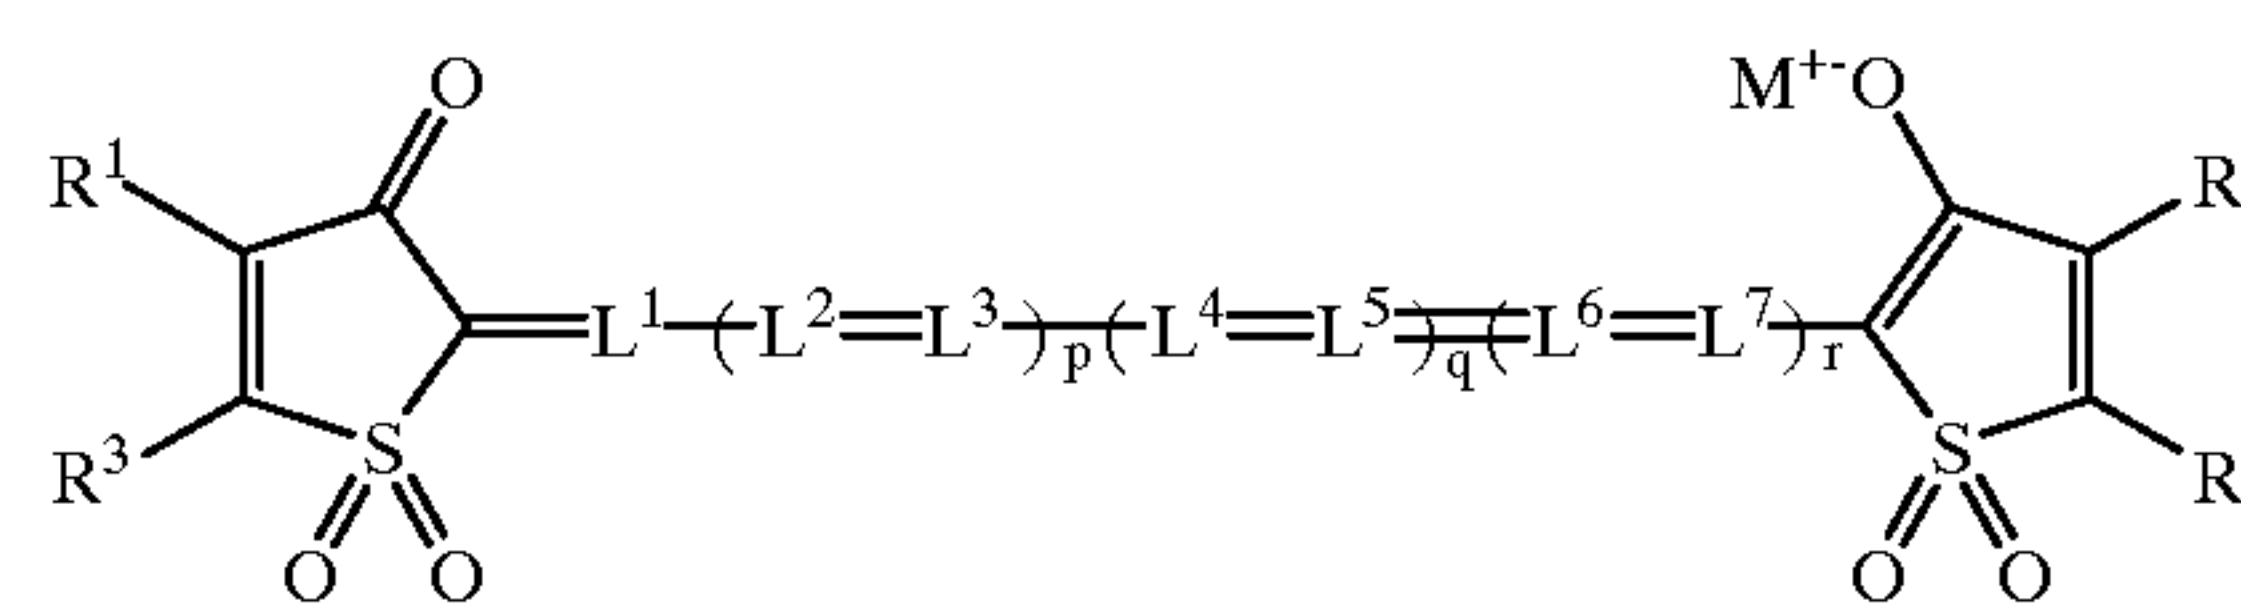 O M⁺⁻O
R¹ R
=L¹—(L²=L³)p(L⁴=L⁵)q(L⁶=L⁷)r
R³ S S R
O O O O